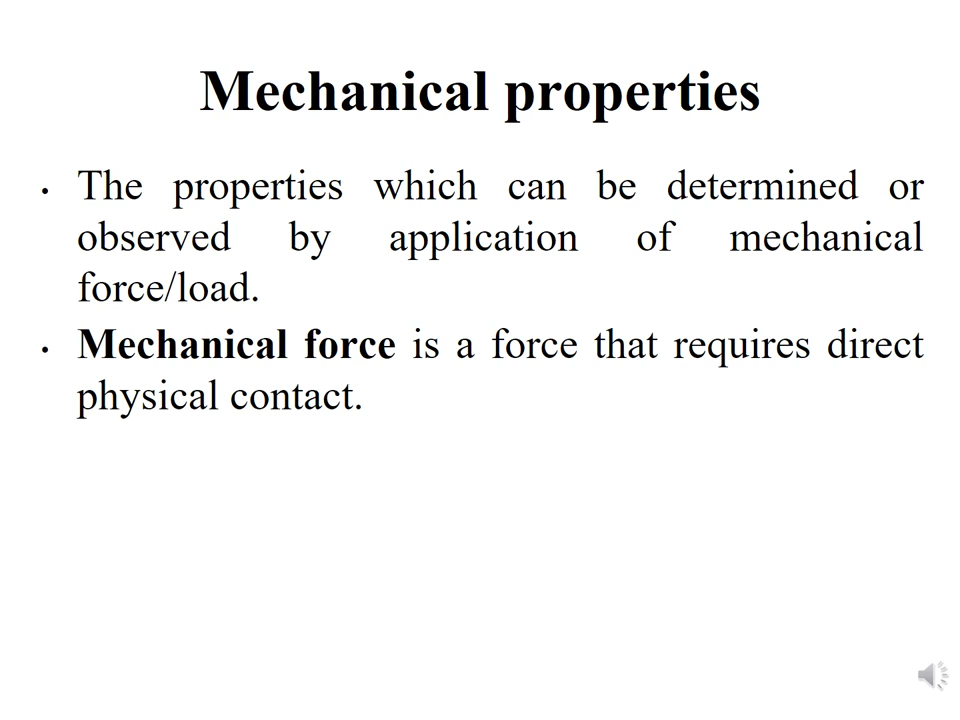 Mechanical properties
• The properties which can be determined or
observed by application of mechanical
force/load.
• Mechanical force is a force that requires direct
physical contact.